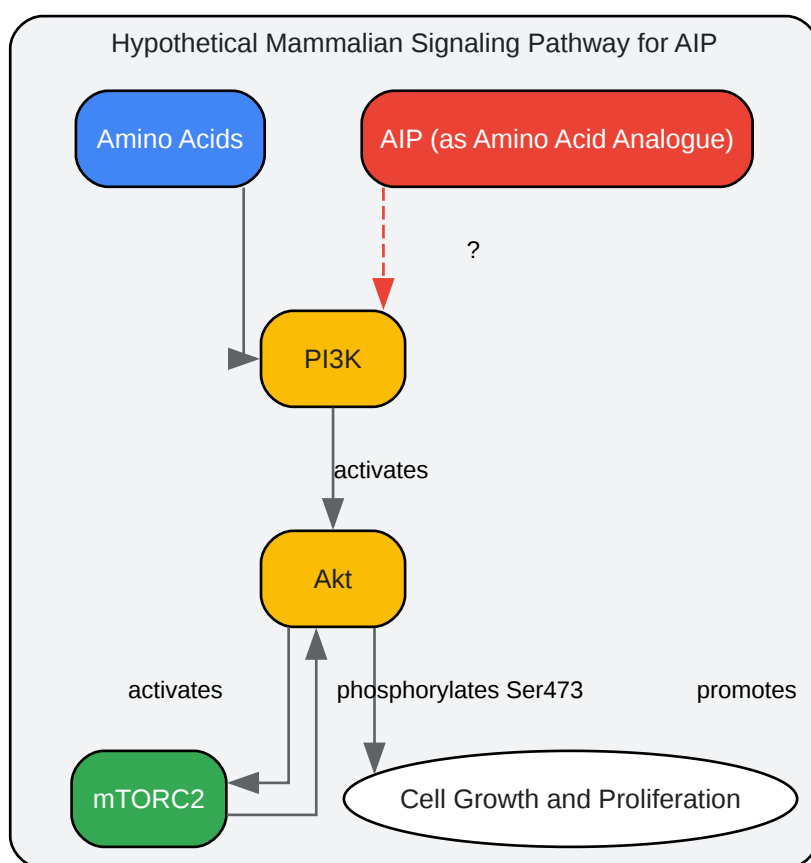 Hypothetical Mammalian Signaling Pathway for AIP
Amino Acids
AIP (as Amino Acid Analogue)
?
PI3K
activates
Akt
activates
phosphorylates Ser473
promotes
mTORC2
Cell Growth and Proliferation